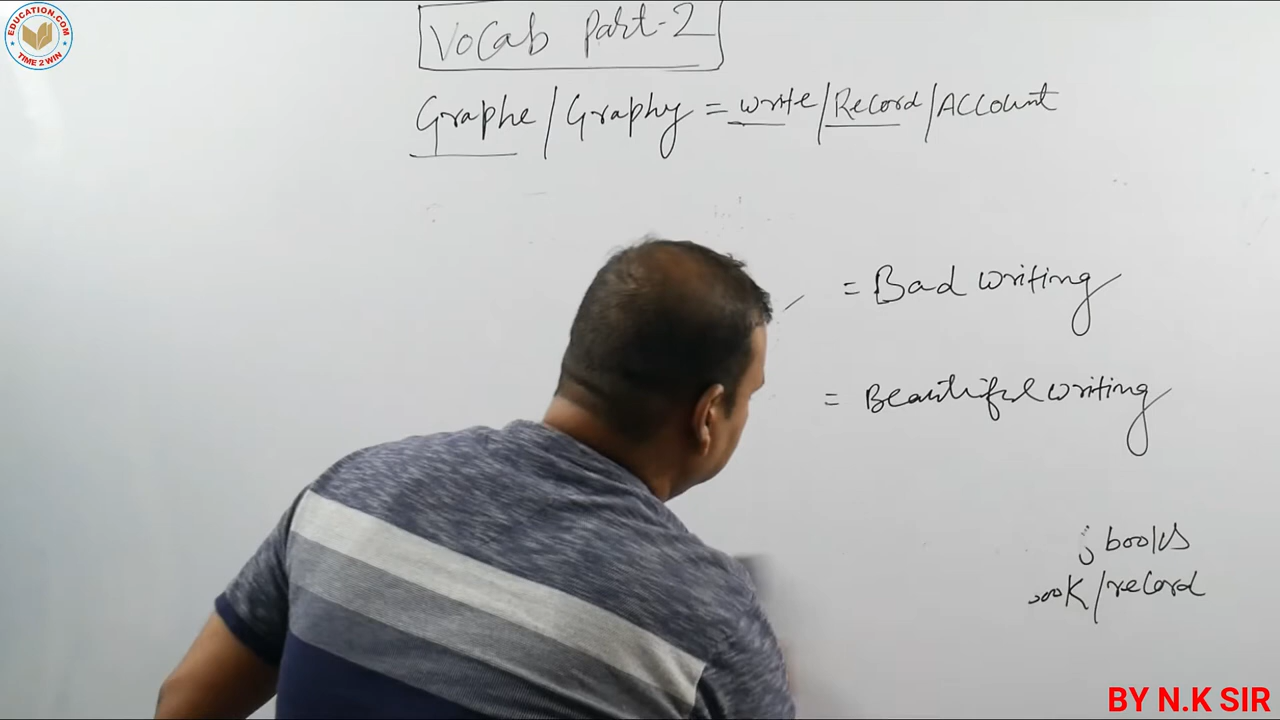 EDUCATION.COM
TIME 2 WIN
Vocab Part-2
Graphe/Graphy = write/Record/Account
= Bad writing
= Beautiful writing
books
/record
BY N.K SIR